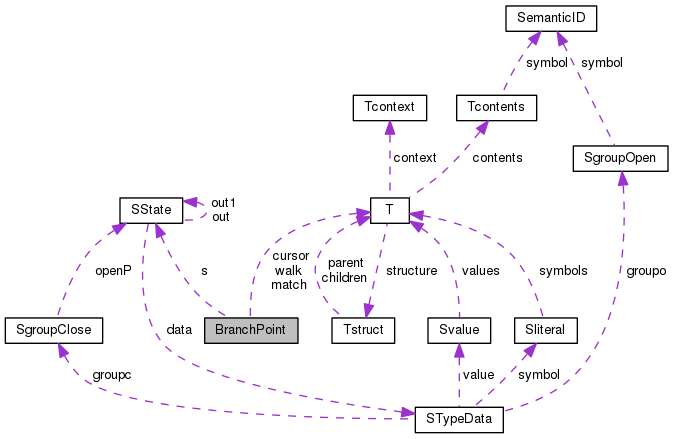 SemanticID
symbol
symbol
Tcontext
Tcontents
context
contents
SgroupOpen
SState
out1
out
T
openP
s
cursor
walk
match
parent
children
structure
values
symbols
groupo
SgroupClose
data
BranchPoint
Tstruct
Svalue
Sliteral
groupc
value
symbol
STypeData